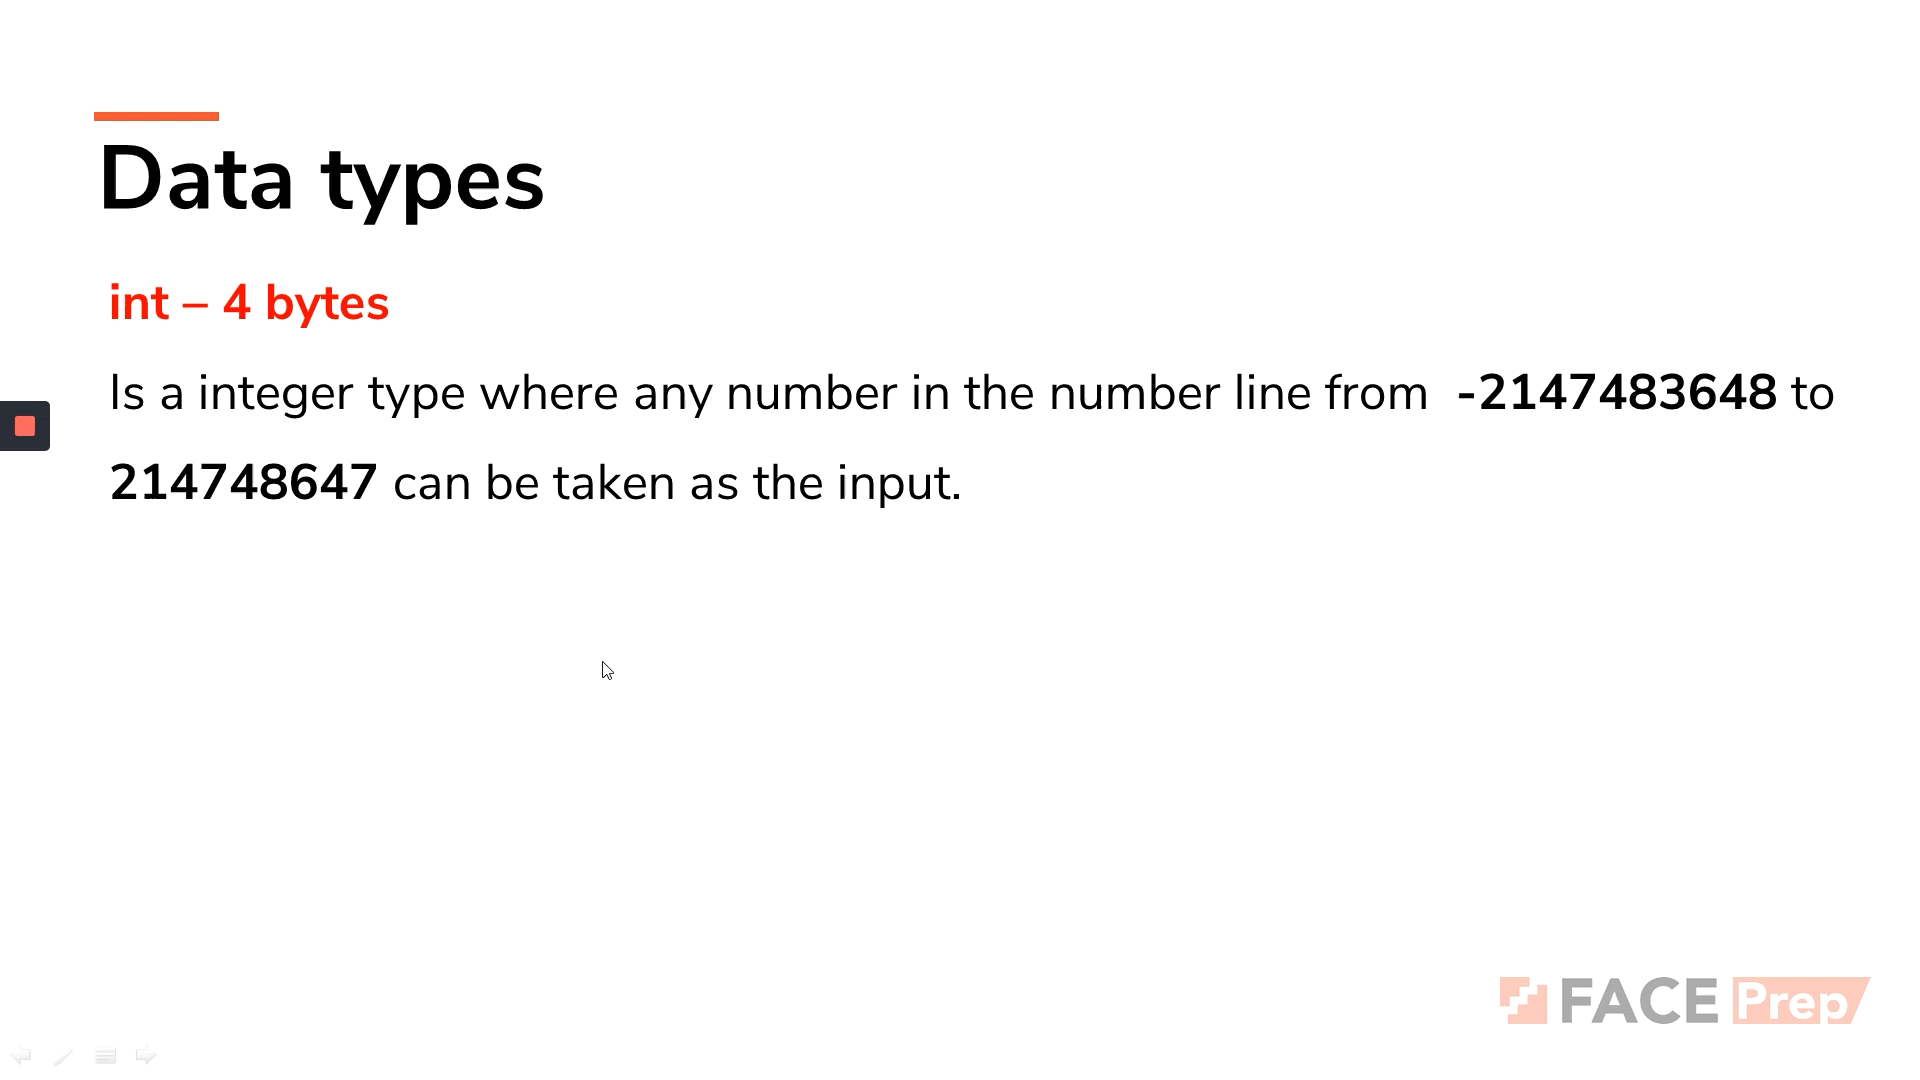 Data types
int – 4 bytes
Is a integer type where any number in the number line from -2147483648 to
214748647 can be taken as the input.
FACE Prep